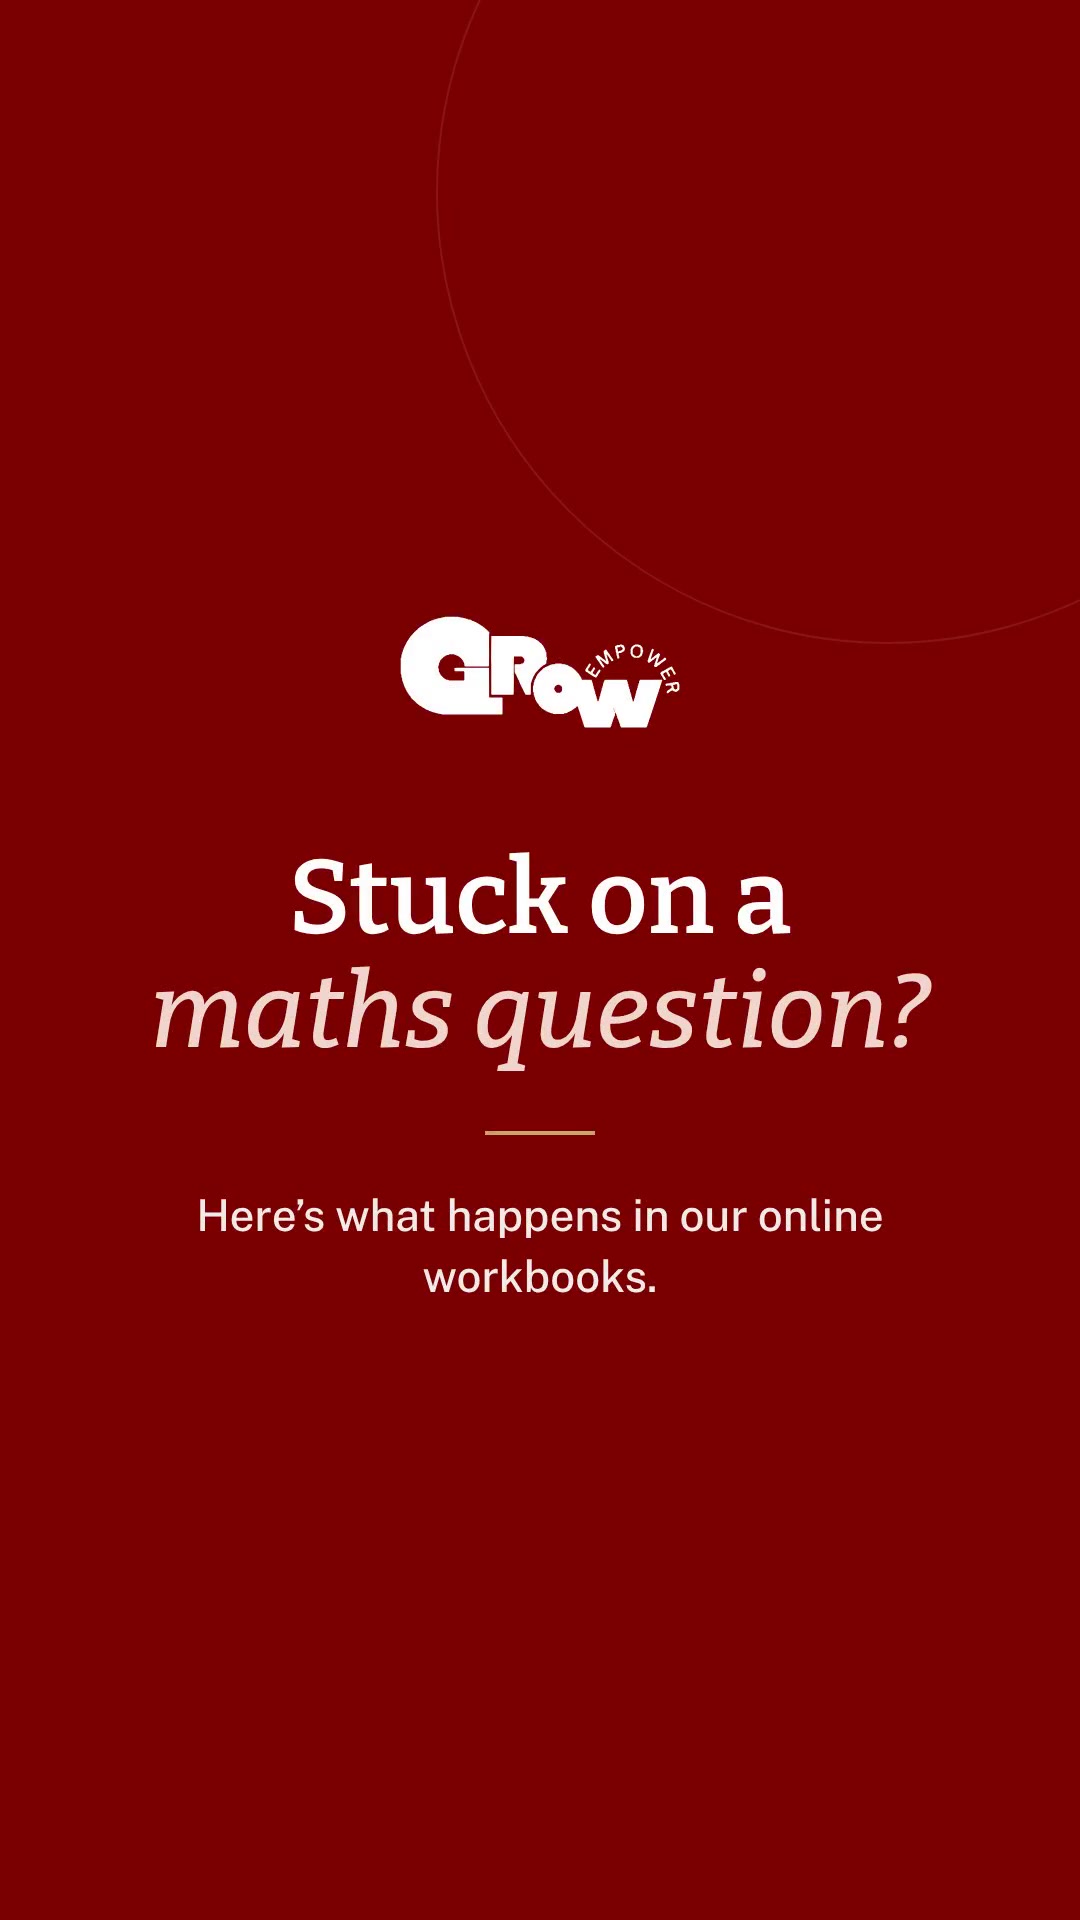 GROW EMPOWER
Stuck on a
maths question?
Here’s what happens in our online
workbooks.